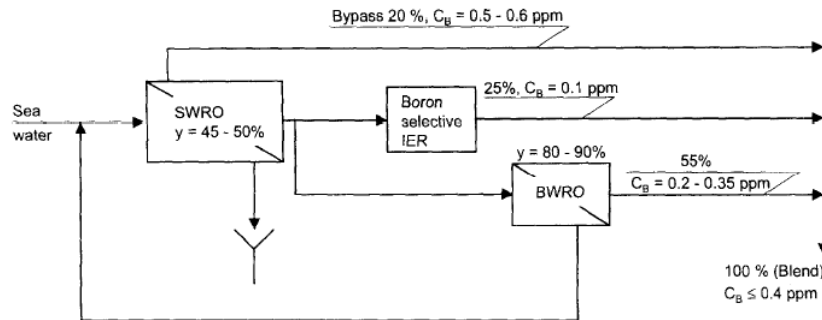 Bypass 20 %, C_B = 0.5 - 0.6 ppm
Sea
water
SWRO
y = 45 - 50%
Boron
selective
IER
25%, C_B = 0.1 ppm
y = 80 - 90%
BWRO
55%
C_B = 0.2 - 0.35 ppm
100 % (Blend)
C_B ≤ 0.4 ppm